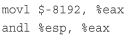 movl $-8192, %eax
andl %esp, %eax